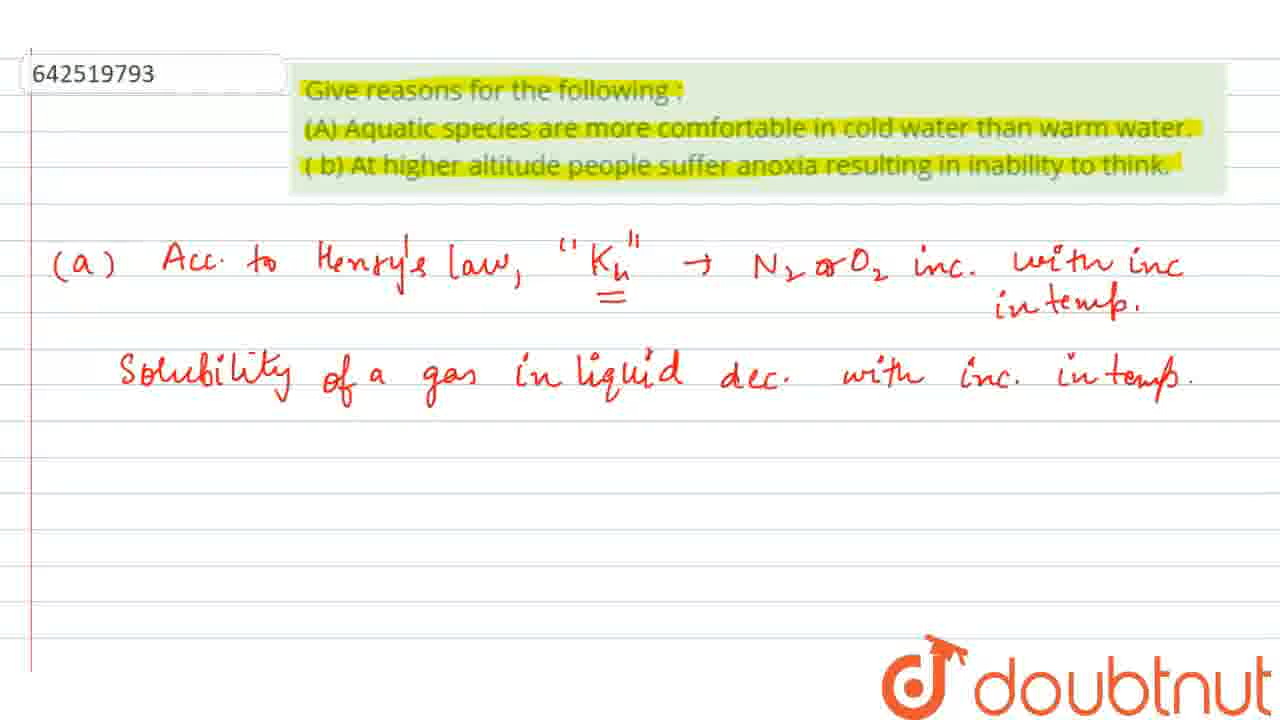 642519793
Give reasons for the following :
(A) Aquatic species are more comfortable in cold water than warm water.
( b) At higher altitude people suffer anoxia resulting in inability to think.
(a) Acc. to Henry's law, "KH" → N2 or O2 inc. with inc
in temp.
Solubility of a gas in liquid dec. with inc. in temp.
doubtnut